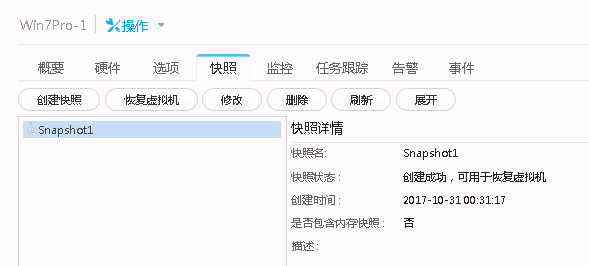 Win7Pro-1 操作
概要 硬件 选项 快照 监控 任务跟踪 告警 事件
创建快照 恢复虚拟机 修改 删除 刷新 展开
Snapshot1
快照详情
快照名: Snapshot1
快照状态: 创建成功，可用于恢复虚拟机
创建时间: 2017-10-31 00:31:17
是否包含内存快照: 否
描述: